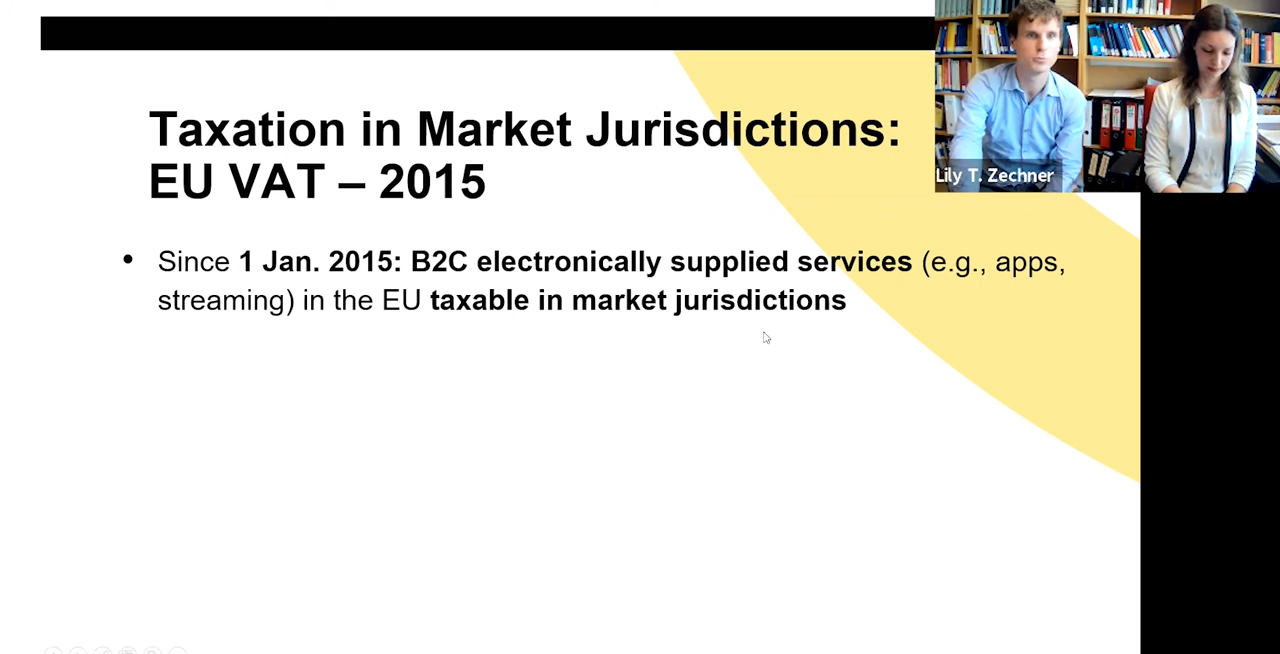 Taxation in Market Jurisdictions:
EU VAT – 2015
Lily T. Zechner
• Since 1 Jan. 2015: B2C electronically supplied services (e.g., apps,
streaming) in the EU taxable in market jurisdictions